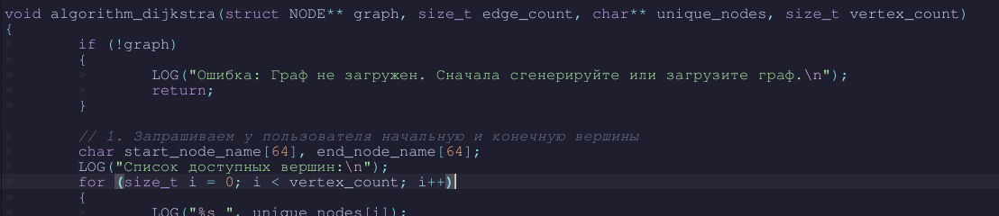 void algorithm_dijkstra(struct NODE** graph, size_t edge_count, char** unique_nodes, size_t vertex_count)
{
if (!graph)
{
LOG("Ошибка: Граф не загружен. Сначала сгенерируйте или загрузите граф.\n");
return;
}
// 1. Запрашиваем у пользователя начальную и конечную вершины
char start_node_name[64], end_node_name[64];
LOG("Список доступных вершин:\n");
for (size_t i = 0; i < vertex_count; i++)
{
LOG("%s ", unique_nodes[i]);